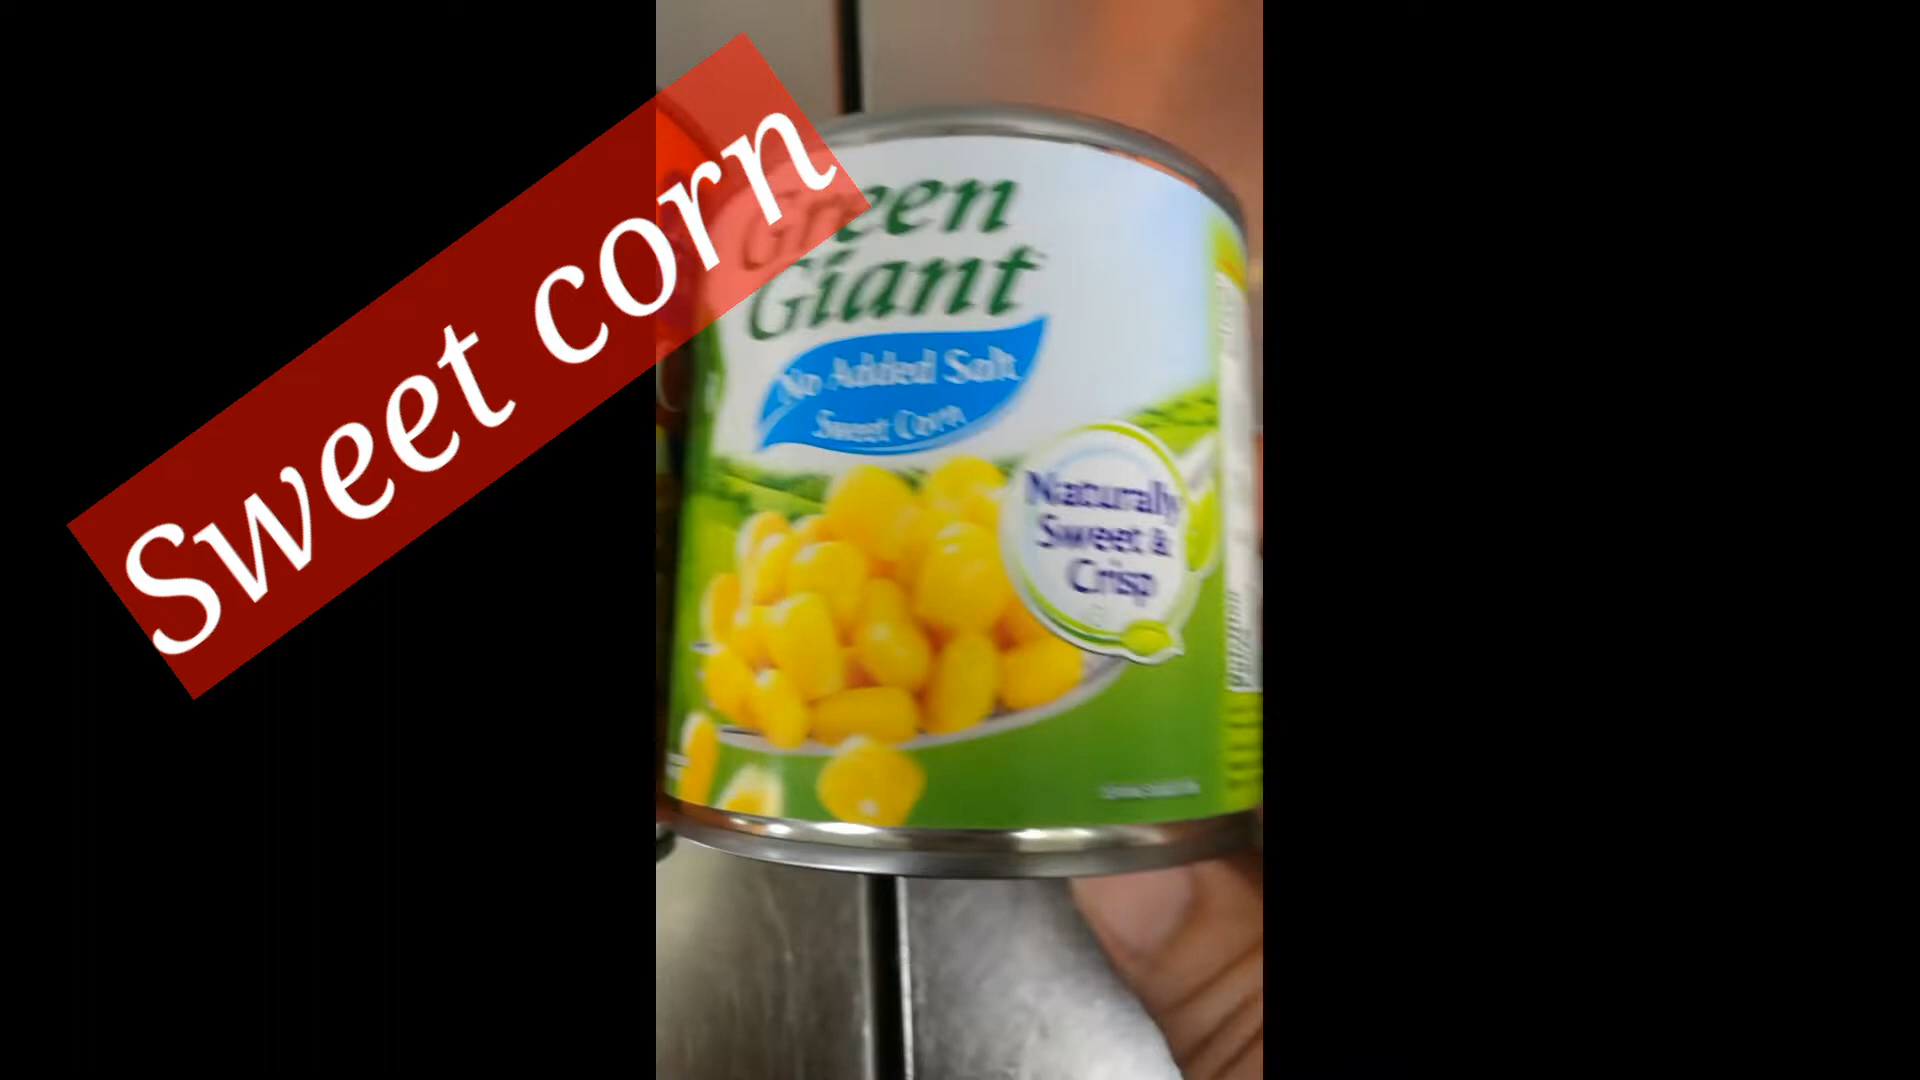 Sweet corn
Green
Giant
No Added Salt
Sweet Corn
Naturally
Sweet &
Crisp